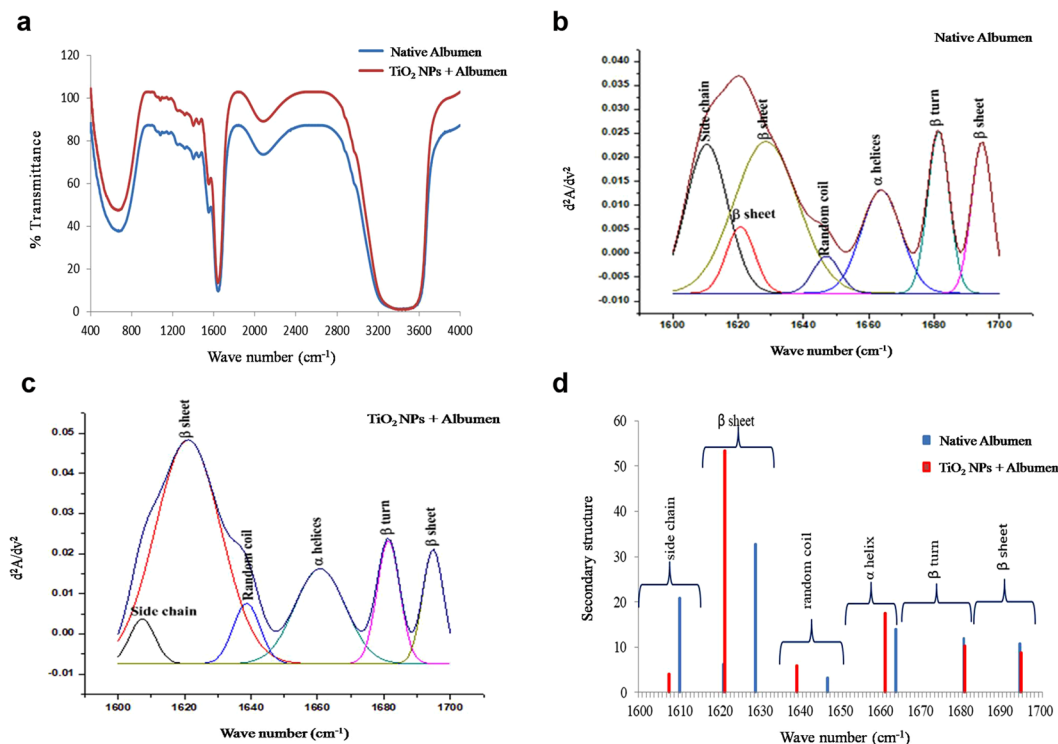 a
Native Albumen
TiO2 NPs + Albumen
120
100
80
60
40
20
0
% Transmittance
400 1200 1600 2000 2800 3600 4000
Wave number (cm-1)
b
Native Albumen
0.040
0.035
0.030
0.025
0.020
0.015
0.010
0.005
0.000
-0.005
-0.010
d2A/dv2
Side chain
β sheet
β sheet
Random coil
α helices
β turn
β sheet
1600 1620 1640 1660 1680 1700
Wave number (cm-1)
c
TiO2 NPs + Albumen
0.05
0.04
0.03
0.02
0.01
0.00
-0.01
d2A/dv2
Side chain
β sheet
Random coil
α helices
β turn
β sheet
1600 1620 1640 1660 1680 1700
Wave number (cm-1)
d
Native Albumen
TiO2 NPs + Albumen
60
50
40
30
20
10
0
Secondary structure
side chain
β sheet
random coil
α helix
β turn
β sheet
1600 1610 1620 1630 1640 1650 1660 1670 1680 1690 1700
Wave number (cm-1)